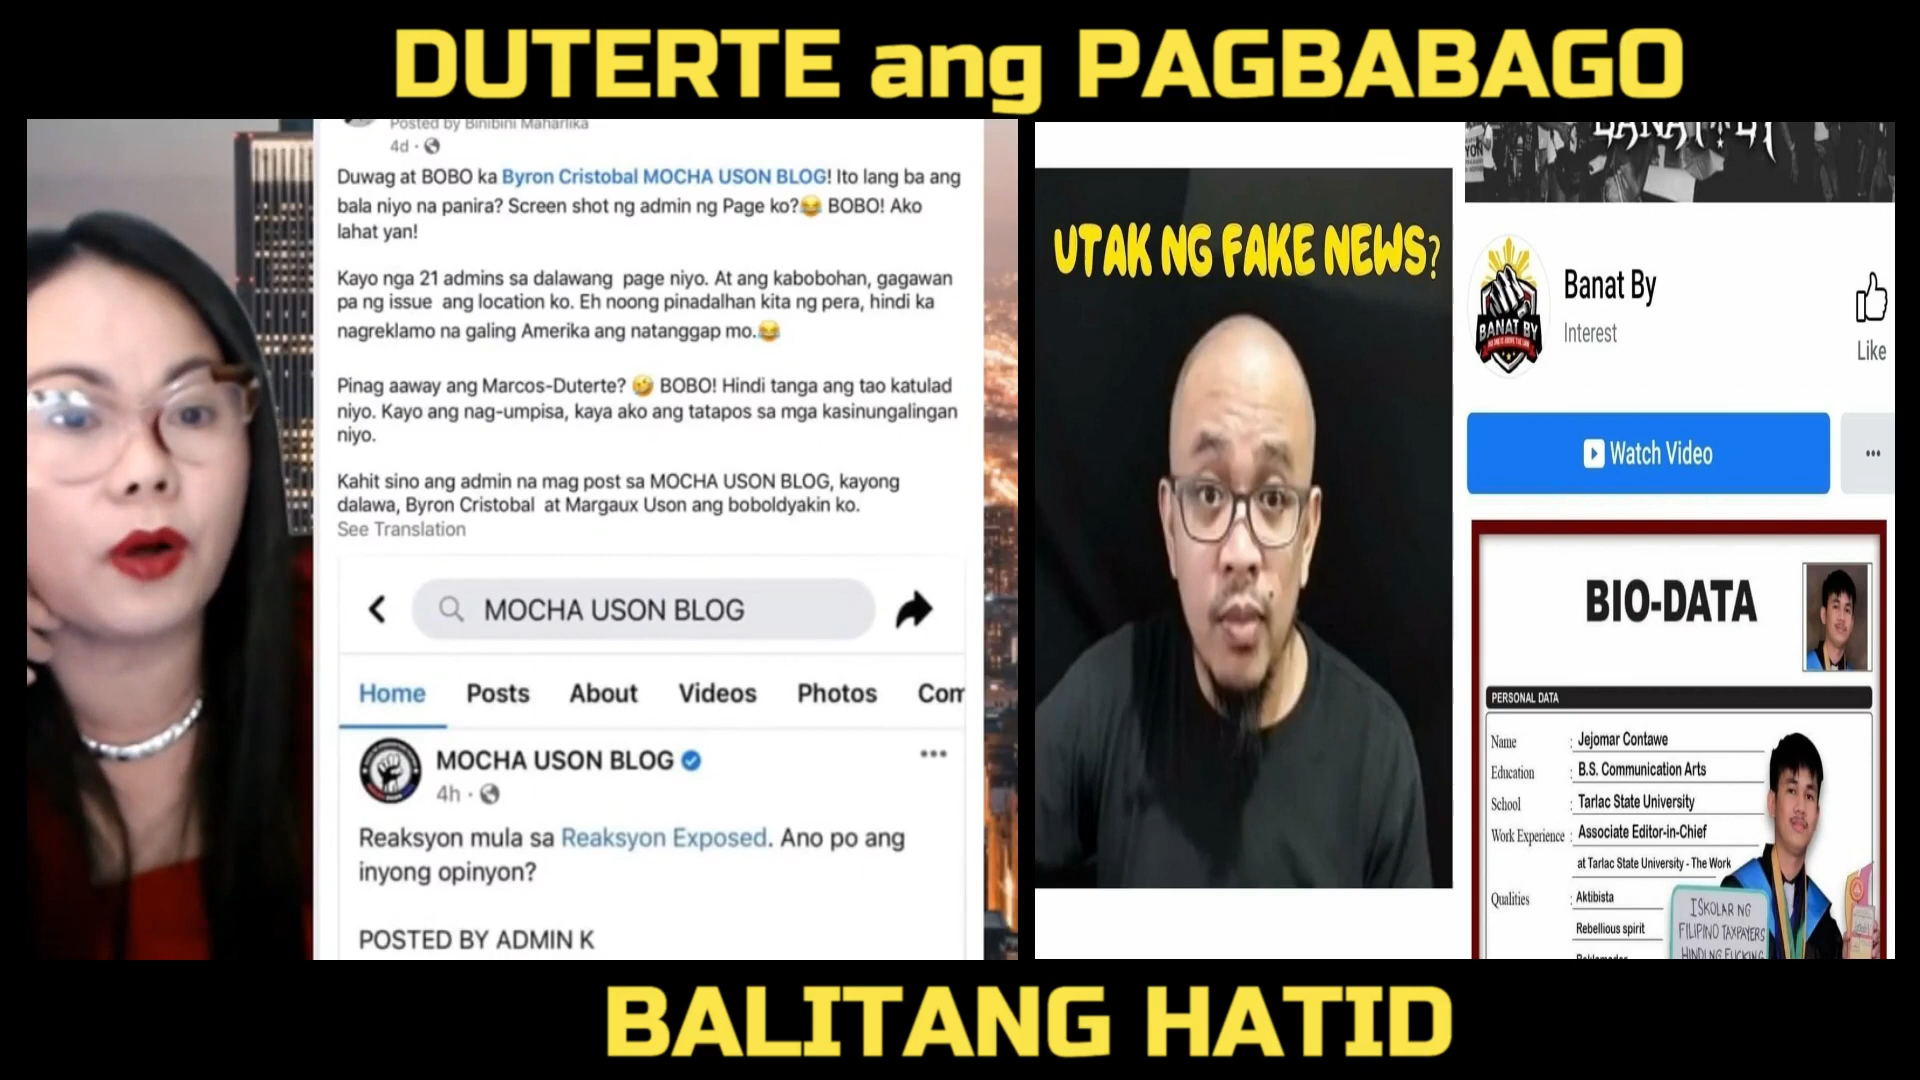 DUTERTE ang PAGBABAGO
Posted by Binibini Maharlika
4d ·
Duwag at BOBO ka Byron Cristobal MOCHA USON BLOG! Ito lang ba ang
bala niyo na panira? Screen shot ng admin ng Page ko?😂 BOBO! Ako
lahat yan!
Kayo nga 21 admins sa dalawang page niyo. At ang kabobohan, gagawan
pa ng issue ang location ko. Eh noong pinadalhan kita ng pera, hindi ka
nagreklamo na galing Amerika ang natanggap mo.😂
Pinag aaway ang Marcos-Duterte? 🤣 BOBO! Hindi tanga ang tao katulad
niyo. Kayo ang nag-umpisa, kaya ako ang tatapos sa mga kasinungalingan
niyo.
Kahit sino ang admin na mag post sa MOCHA USON BLOG, kayong
dalawa, Byron Cristobal at Margaux Uson ang boboldyakin ko.
See Translation
MOCHA USON BLOG
Home Posts About Videos Photos Com
MOCHA USON BLOG
4h ·
Reaksyon mula sa Reaksyon Exposed. Ano po ang
inyong opinyon?
POSTED BY ADMIN K
UTAK NG FAKE NEWS?
BANAT BY
Banat By
Interest
Like
BANAT BY
Watch Video
BIO-DATA
PERSONAL DATA
Name : Jejomar Contawe
Education : B.S. Communication Arts
School : Tarlac State University
Work Experience : Associate Editor-in-Chief
at Tarlac State University - The Work
Qualities : Aktibista
Rebellious spirit
ISKOLAR NG
FILIPINO TAXPAYERS
HINDI NG FUCKING
BALITANG HATID